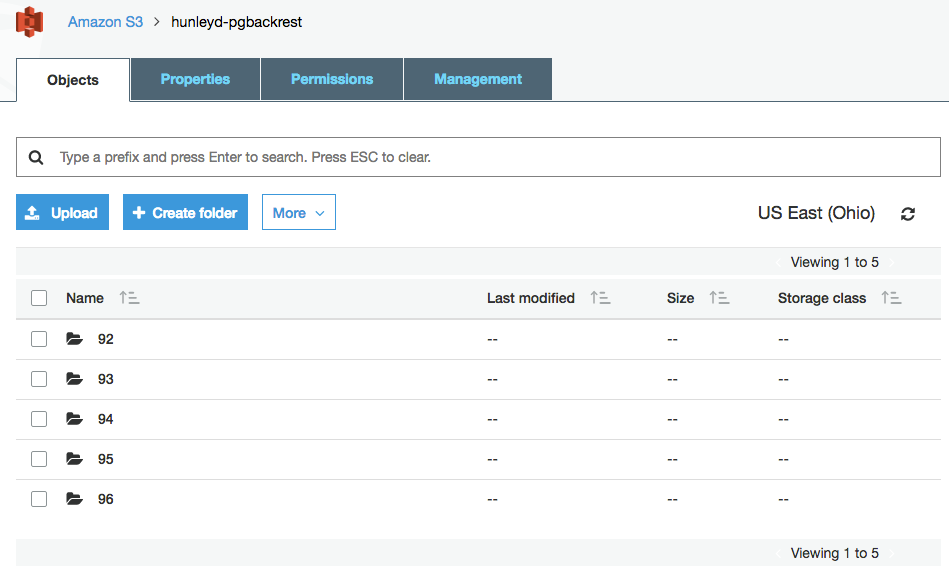 Amazon S3 > hunleyd-pgbackrest
Objects Properties Permissions Management
Type a prefix and press Enter to search. Press ESC to clear.
Upload + Create folder More US East (Ohio)
Viewing 1 to 5
Name Last modified Size Storage class
92 -- -- --
93 -- -- --
94 -- -- --
95 -- -- --
96 -- -- --
Viewing 1 to 5